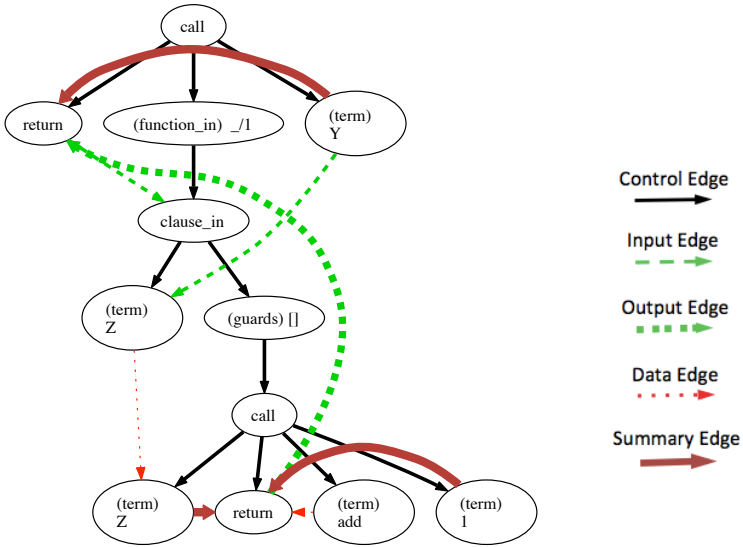 call
return
(function_in) _/1
(term)
Y
clause_in
(term)
Z
(guards) []
call
(term)
Z
return
(term)
add
(term)
1
Control Edge
Input Edge
Output Edge
Data Edge
Summary Edge